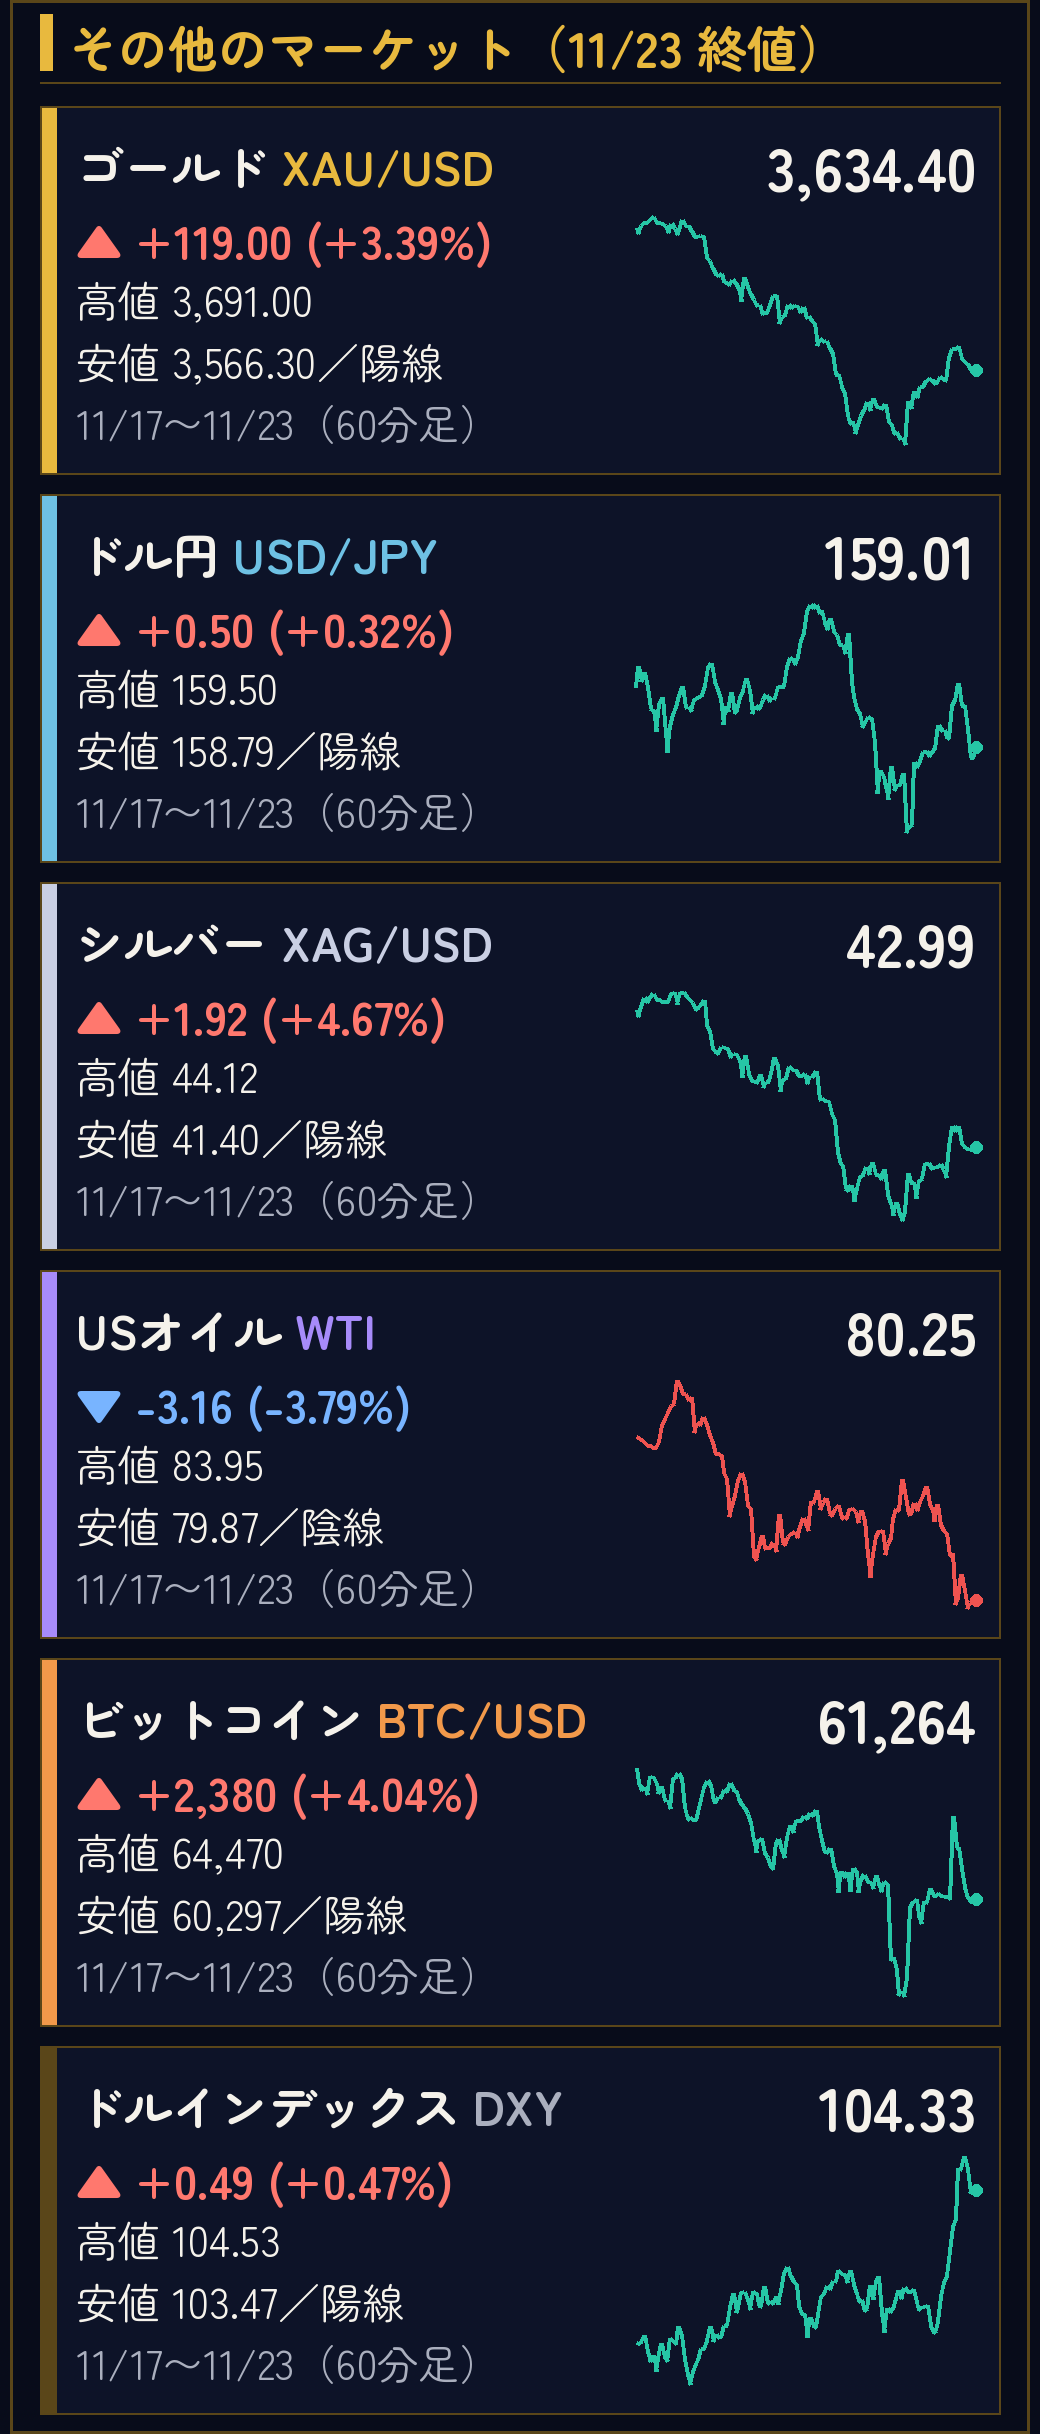 その他のマーケット（11/23 終値）
ゴールド XAU/USD 3,634.40
▲ +119.00 (+3.39%)
高値 3,691.00
安値 3,566.30／陽線
11/17〜11/23（60分足）
ドル円 USD/JPY 159.01
▲ +0.50 (+0.32%)
高値 159.50
安値 158.79／陽線
11/17〜11/23（60分足）
シルバー XAG/USD 42.99
▲ +1.92 (+4.67%)
高値 44.12
安値 41.40／陽線
11/17〜11/23（60分足）
USオイル WTI 80.25
▼ -3.16 (-3.79%)
高値 83.95
安値 79.87／陰線
11/17〜11/23（60分足）
ビットコイン BTC/USD 61,264
▲ +2,380 (+4.04%)
高値 64,470
安値 60,297／陽線
11/17〜11/23（60分足）
ドルインデックス DXY 104.33
▲ +0.49 (+0.47%)
高値 104.53
安値 103.47／陽線
11/17〜11/23（60分足）